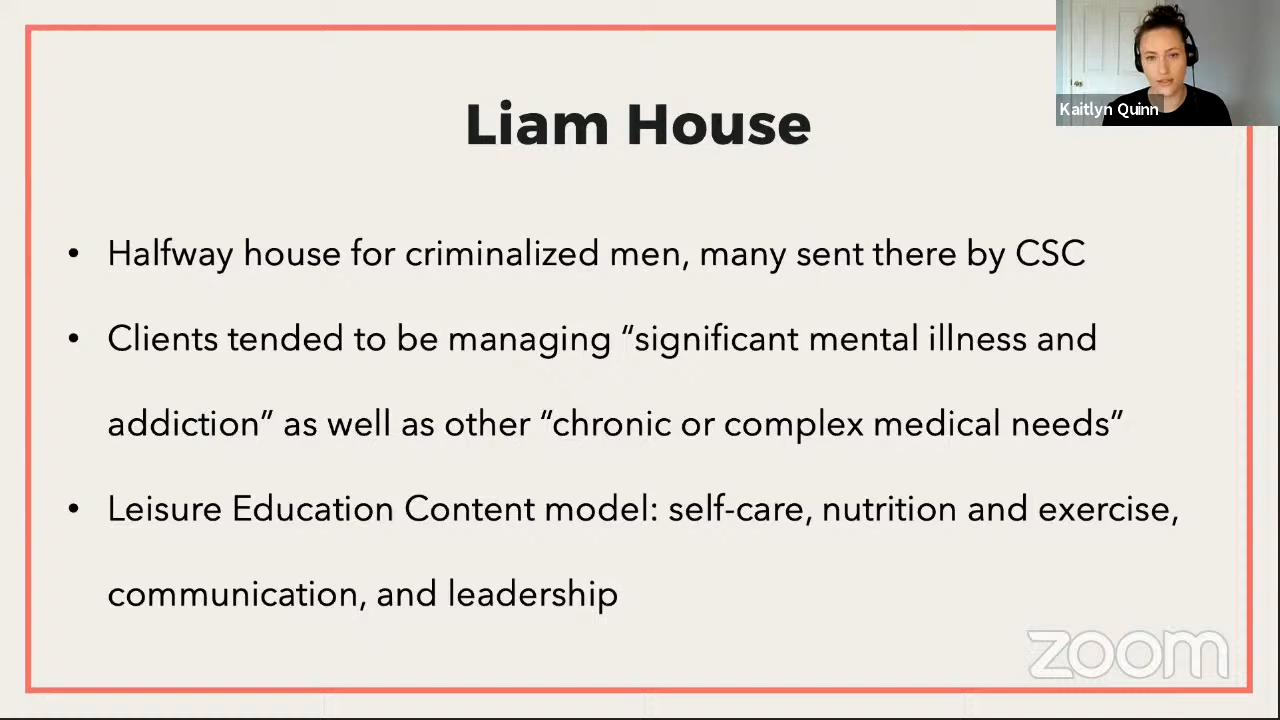 Kaitlyn Quinn
Liam House
• Halfway house for criminalized men, many sent there by CSC
• Clients tended to be managing “significant mental illness and
addiction” as well as other “chronic or complex medical needs”
• Leisure Education Content model: self-care, nutrition and exercise,
communication, and leadership
zoom